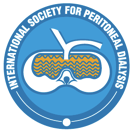 INTERNATIONAL SOCIETY FOR PERITONEAL DIALYSIS